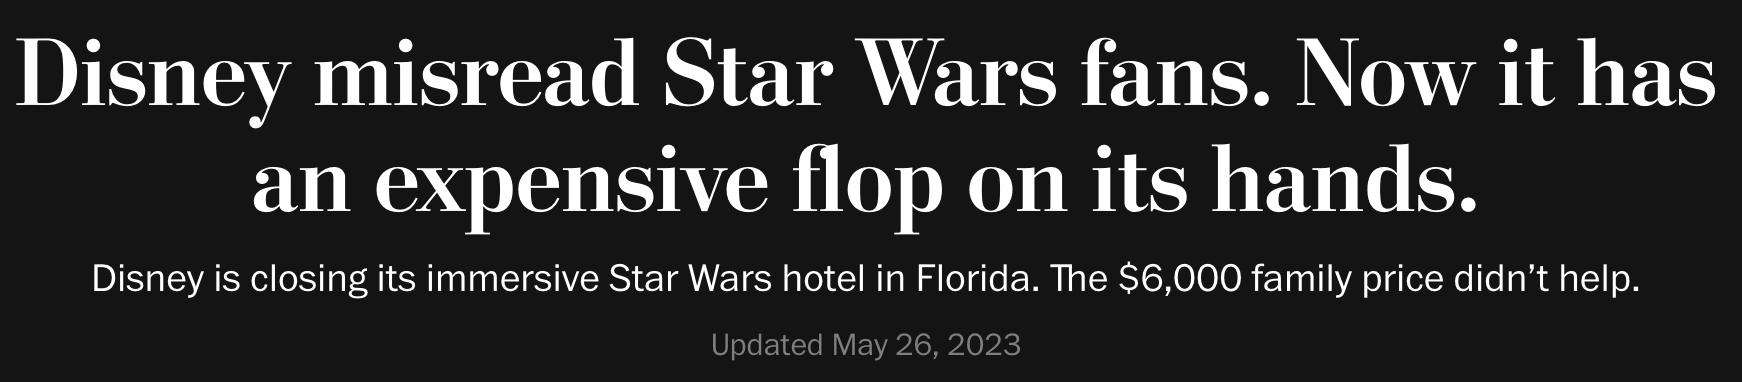 Disney misread Star Wars fans. Now it has
an expensive flop on its hands.
Disney is closing its immersive Star Wars hotel in Florida. The $6,000 family price didn’t help.
Updated May 26, 2023